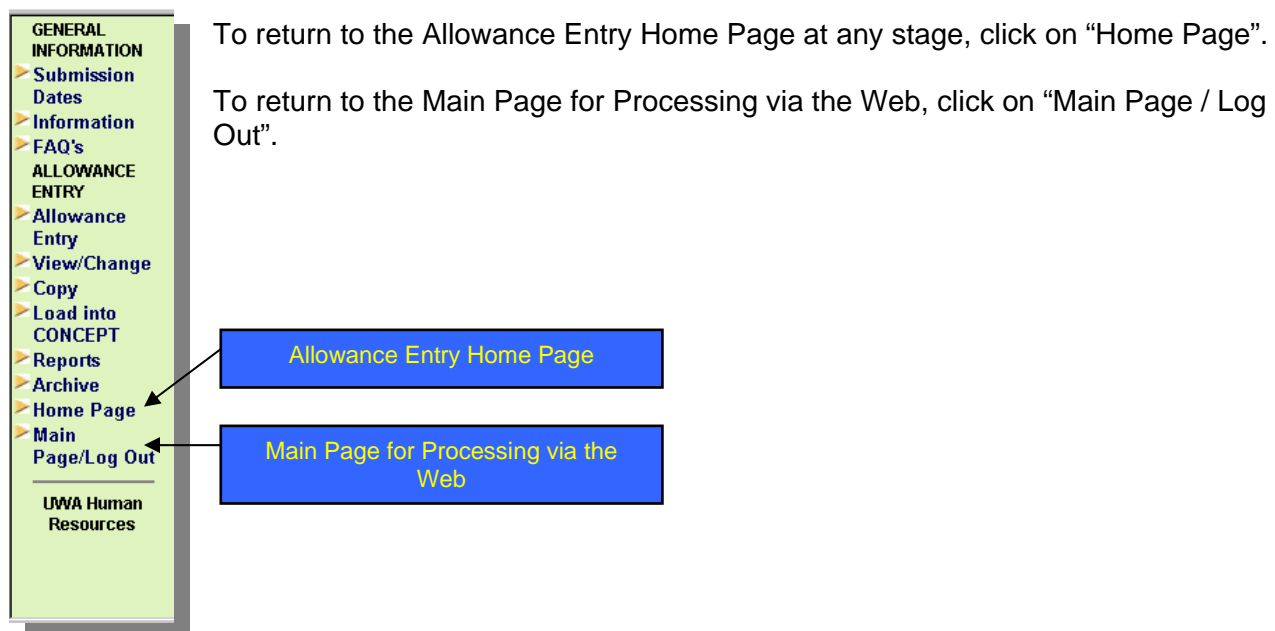 GENERAL
INFORMATION
Submission
Dates
Information
FAQ's
ALLOWANCE
ENTRY
Allowance
Entry
View/Change
Copy
Load into
CONCEPT
Reports
Archive
Home Page
Main
Page/Log Out
UWA Human
Resources
To return to the Allowance Entry Home Page at any stage, click on “Home Page”.
To return to the Main Page for Processing via the Web, click on “Main Page / Log
Out”.
Allowance Entry Home Page
Main Page for Processing via the
Web